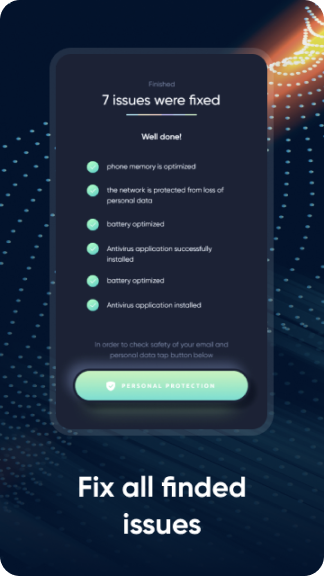 Finished
7 issues were fixed
Well done!
phone memory is optimized
the network is protected from loss of
personal data
battery optimized
Antivirus application successfully
installed
battery optimized
Antivirus application installed
In order to check safety of your email and
personal data tap button below
PERSONAL PROTECTION
Fix all finded
issues